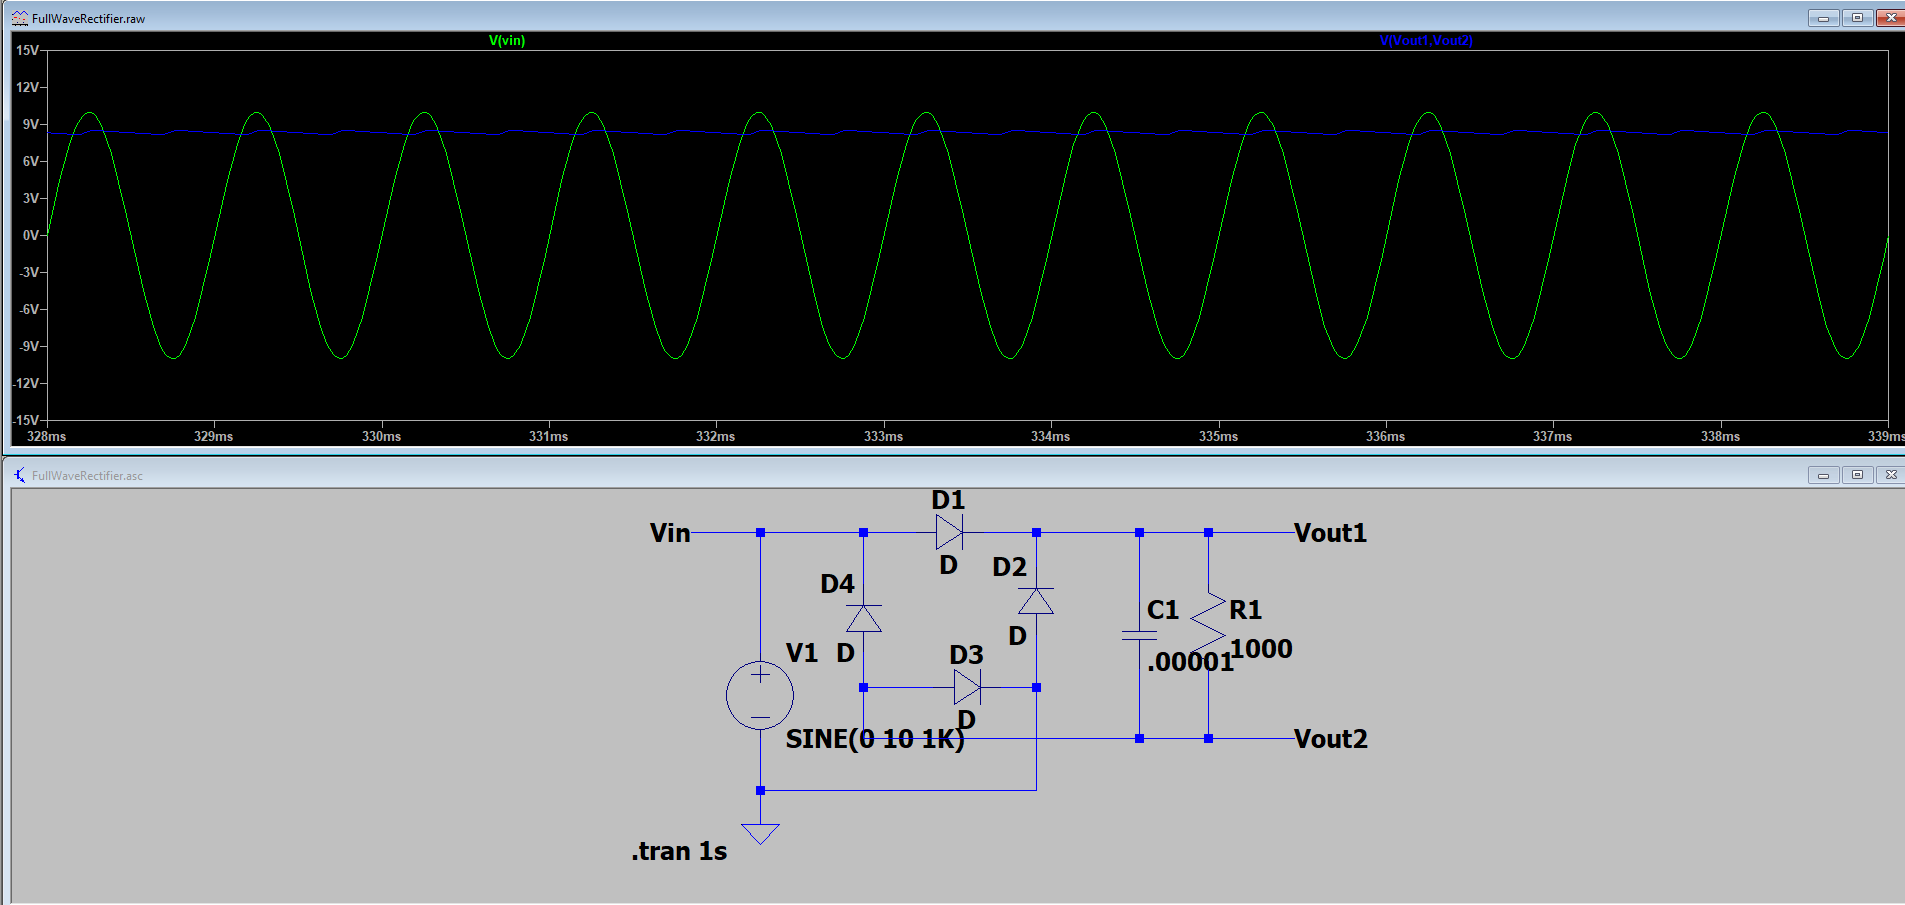 FullWaveRectifier.raw
V(vin) V(Vout1,Vout2)
15V
12V
9V
6V
3V
0V
-3V
-6V
-9V
-12V
-15V
328ms 329ms 330ms 331ms 332ms 333ms 334ms 335ms 336ms 337ms 338ms 339ms
FullWaveRectifier.asc
D1
Vin Vout1
D D2
D4
C1 R1
D
V1 D D3 .00001 1000
D
SINE(0 10 1K) Vout2
.tran 1s